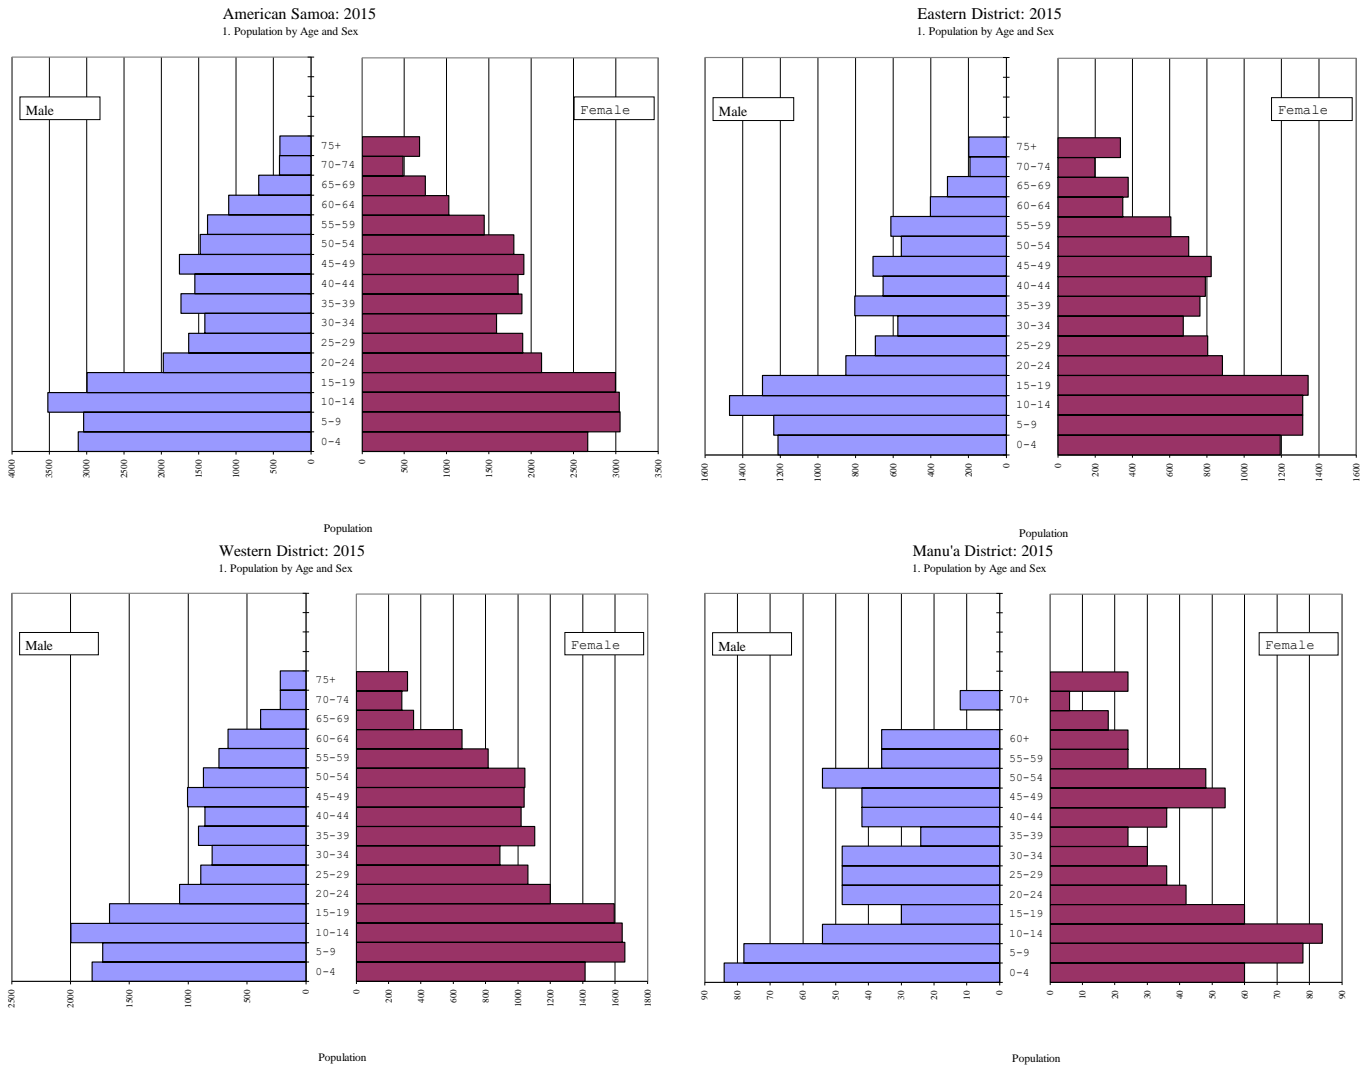 American Samoa: 2015
1. Population by Age and Sex
Male
Female
75+
70-74
65-69
60-64
55-59
50-54
45-49
40-44
35-39
30-34
25-29
20-24
15-19
10-14
5-9
0-4
4000 3500 3000 2500 2000 1500 1000 500 0
0 500 1000 1500 2000 2500 3000 3500
Population
Eastern District: 2015
1. Population by Age and Sex
Male
Female
75+
70-74
65-69
60-64
55-59
50-54
45-49
40-44
35-39
30-34
25-29
20-24
15-19
10-14
5-9
0-4
1600 1400 1200 1000 800 600 400 200 0
0 200 400 600 800 1000 1200 1400 1600
Population
Western District: 2015
1. Population by Age and Sex
Male
Female
75+
70-74
65-69
60-64
55-59
50-54
45-49
40-44
35-39
30-34
25-29
20-24
15-19
10-14
5-9
0-4
2500 2000 1500 1000 500 0
0 200 400 600 800 1000 1200 1400 1600 1800
Population
Manu'a District: 2015
1. Population by Age and Sex
Male
Female
70+
60+
55-59
50-54
45-49
40-44
35-39
30-34
25-29
20-24
15-19
10-14
5-9
0-4
90 80 70 60 50 40 30 20 10 0
0 10 20 30 40 50 60 70 80 90
Population